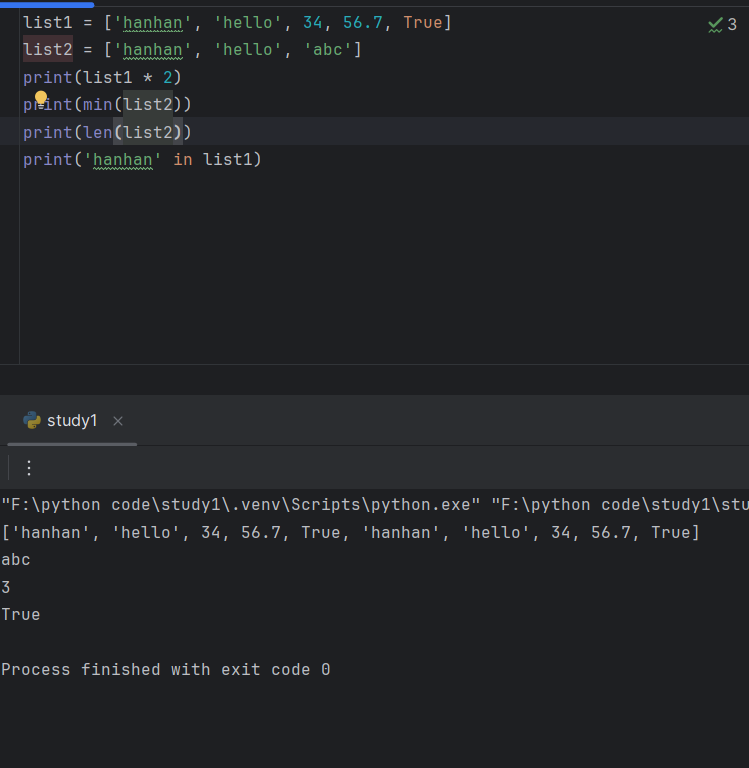 list1 = ['hanhan', 'hello', 34, 56.7, True]
3
list2 = ['hanhan', 'hello', 'abc']
print(list1 * 2)
print(min(list2))
print(len(list2))
print('hanhan' in list1)
study1
"F:\python code\study1\.venv\Scripts\python.exe" "F:\python code\study1\stu
['hanhan', 'hello', 34, 56.7, True, 'hanhan', 'hello', 34, 56.7, True]
abc
3
True
Process finished with exit code 0